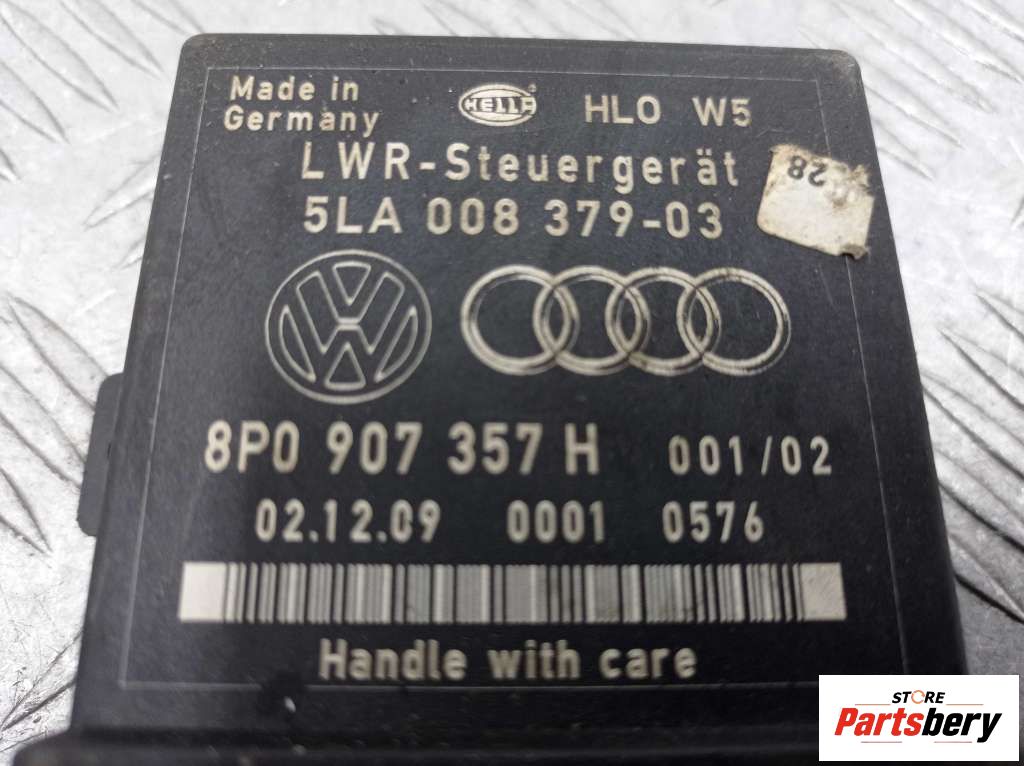 Made in
Germany
HELLA
HLO W5
LWR-Steuergerät
5LA 008 379-03
28
8P0 907 357 H 001/02
02.12.09 0001 0576
Handle with care
STORE
Partsbery